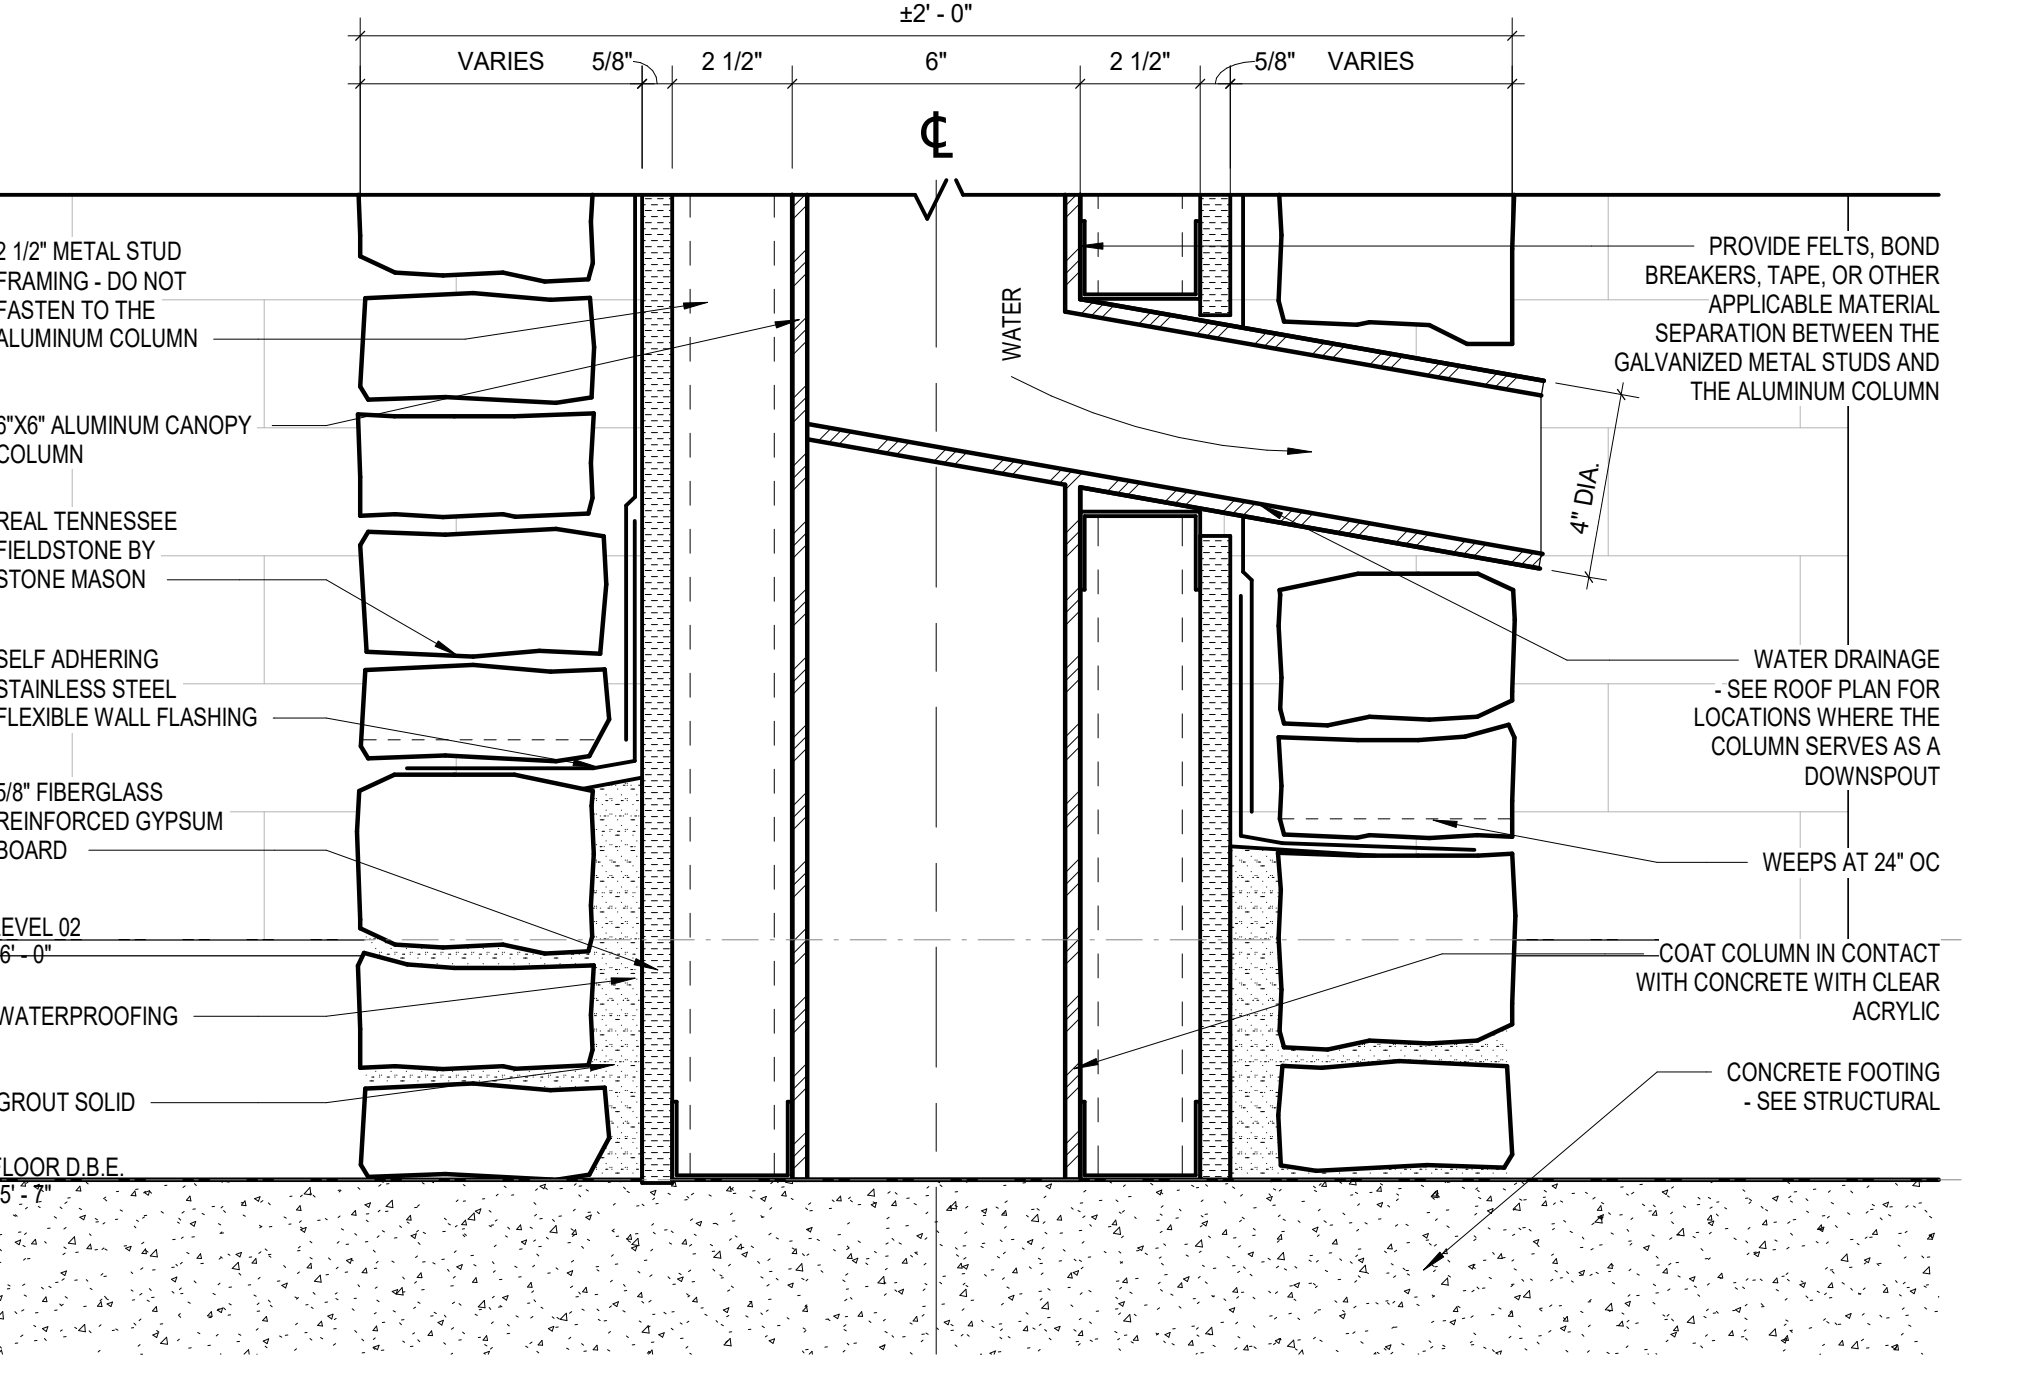 ±2' - 0"
VARIES 5/8" 2 1/2" 6" 2 1/2" 5/8" VARIES
℄
2 1/2" METAL STUD
FRAMING - DO NOT
FASTEN TO THE
ALUMINUM COLUMN
6"X6" ALUMINUM CANOPY
COLUMN
REAL TENNESSEE
FIELDSTONE BY
STONE MASON
SELF ADHERING
STAINLESS STEEL
FLEXIBLE WALL FLASHING
5/8" FIBERGLASS
REINFORCED GYPSUM
BOARD
LEVEL 02
6' - 0"
WATERPROOFING
GROUT SOLID
FLOOR D.B.E.
5' - 7"
WATER
4" DIA.
PROVIDE FELTS, BOND
BREAKERS, TAPE, OR OTHER
APPLICABLE MATERIAL
SEPARATION BETWEEN THE
GALVANIZED METAL STUDS AND
THE ALUMINUM COLUMN
WATER DRAINAGE
- SEE ROOF PLAN FOR
LOCATIONS WHERE THE
COLUMN SERVES AS A
DOWNSPOUT
WEEPS AT 24" OC
COAT COLUMN IN CONTACT
WITH CONCRETE WITH CLEAR
ACRYLIC
CONCRETE FOOTING
- SEE STRUCTURAL